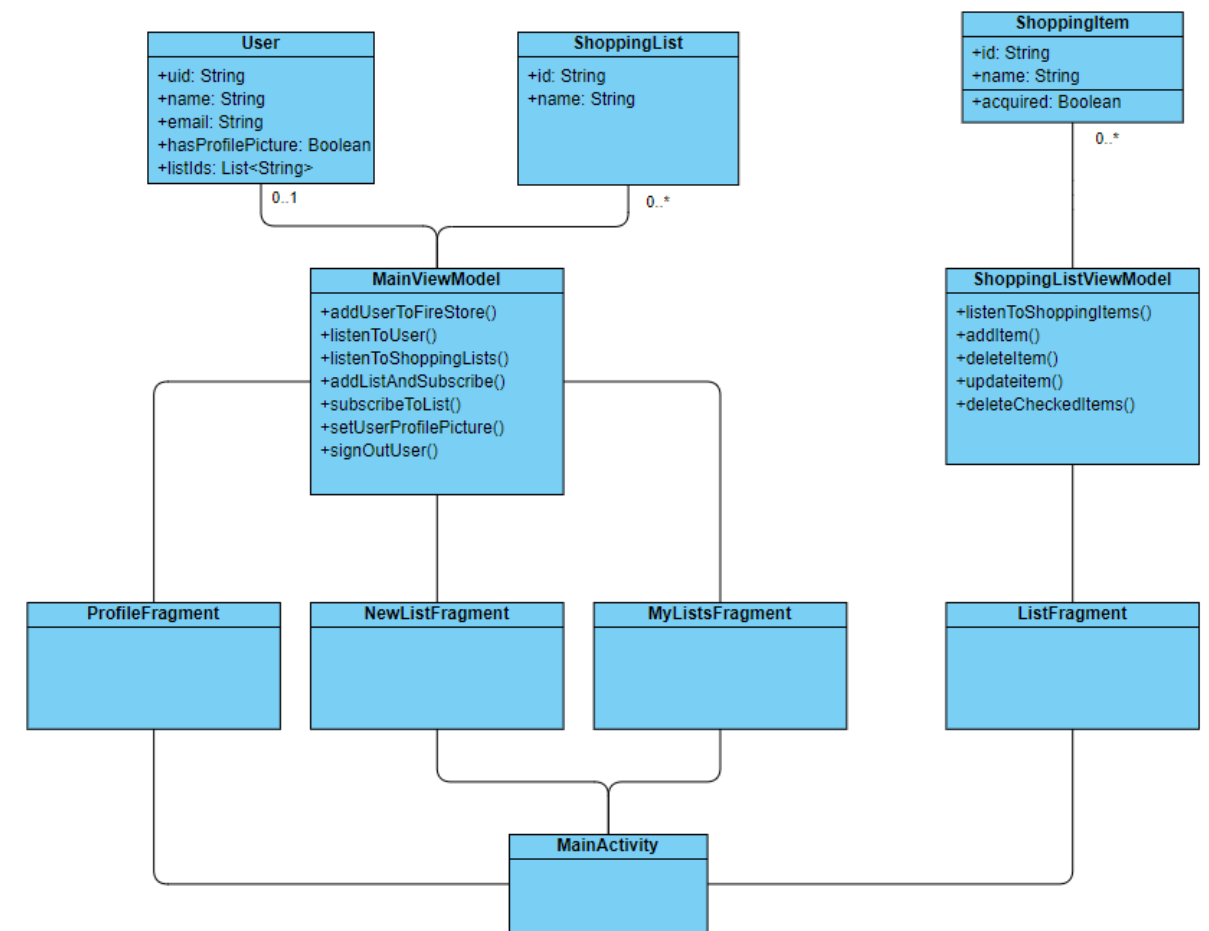 User
+uid: String
+name: String
+email: String
+hasProfilePicture: Boolean
+listIds: List<String>
0..1
ShoppingList
+id: String
+name: String
0..*
ShoppingItem
+id: String
+name: String
+acquired: Boolean
0..*
MainViewModel
+addUserToFireStore()
+listenToUser()
+listenToShoppingLists()
+addListAndSubscribe()
+subscribeToList()
+setUserProfilePicture()
+signOutUser()
ShoppingListViewModel
+listenToShoppingItems()
+addItem()
+deleteItem()
+updateitem()
+deleteCheckedItems()
ProfileFragment
NewListFragment
MyListsFragment
ListFragment
MainActivity